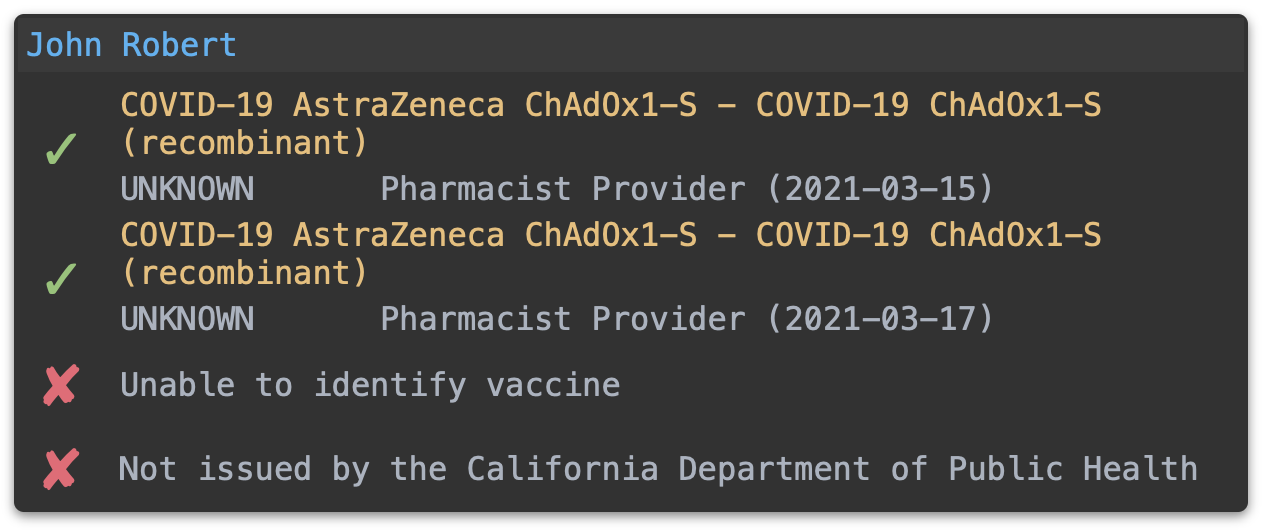 John Robert
COVID-19 AstraZeneca ChAdOx1-S - COVID-19 ChAdOx1-S
(recombinant)
✓
UNKNOWN Pharmacist Provider (2021-03-15)
COVID-19 AstraZeneca ChAdOx1-S - COVID-19 ChAdOx1-S
(recombinant)
✓
UNKNOWN Pharmacist Provider (2021-03-17)
✘ Unable to identify vaccine
✘ Not issued by the California Department of Public Health